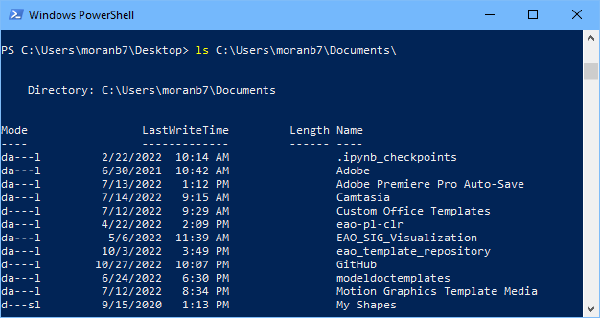 Windows PowerShell
PS C:\Users\moranb7\Desktop> ls C:\Users\moranb7\Documents\
Directory: C:\Users\moranb7\Documents
Mode LastWriteTime Length Name
---- ------------- ------ ----
da---l 2/22/2022 10:14 AM .ipynb_checkpoints
da---l 6/30/2021 10:42 AM Adobe
da---l 7/13/2022 1:12 PM Adobe Premiere Pro Auto-Save
da---l 7/14/2022 9:15 AM Camtasia
d----l 7/12/2022 9:29 AM Custom Office Templates
da---l 4/22/2022 2:09 PM eao-pl-clr
da---l 5/6/2022 11:39 AM EAO_SIG_Visualization
da---l 10/3/2022 3:49 PM eao_template_repository
d----l 10/27/2022 10:07 PM GitHub
da---l 6/24/2022 6:30 PM modeldoctemplates
da---l 7/12/2022 8:34 PM Motion Graphics Template Media
d---sl 9/15/2020 1:13 PM My Shapes